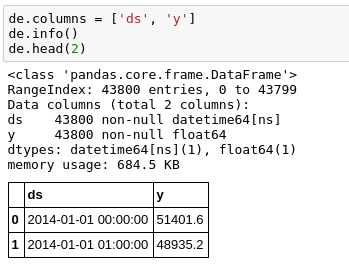 de.columns = ['ds', 'y']
de.info()
de.head(2)
<class 'pandas.core.frame.DataFrame'>
RangeIndex: 43800 entries, 0 to 43799
Data columns (total 2 columns):
ds    43800 non-null datetime64[ns]
y     43800 non-null float64
dtypes: datetime64[ns](1), float64(1)
memory usage: 684.5 KB
ds y
0 2014-01-01 00:00:00 51401.6
1 2014-01-01 01:00:00 48935.2